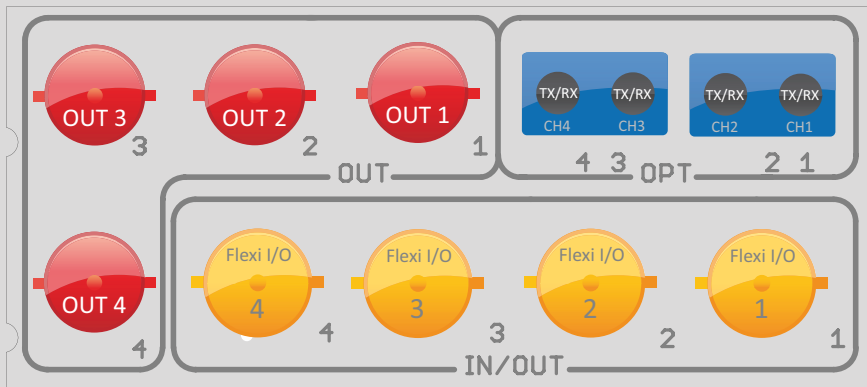 OUT 3
OUT 2
OUT 1
3
2
1
OUT
TX/RX
TX/RX
TX/RX
TX/RX
CH4
CH3
CH2
CH1
4 3
OPT
2 1
OUT 4
4
Flexi I/O
4
4
Flexi I/O
3
3
Flexi I/O
2
2
Flexi I/O
1
1
IN/OUT